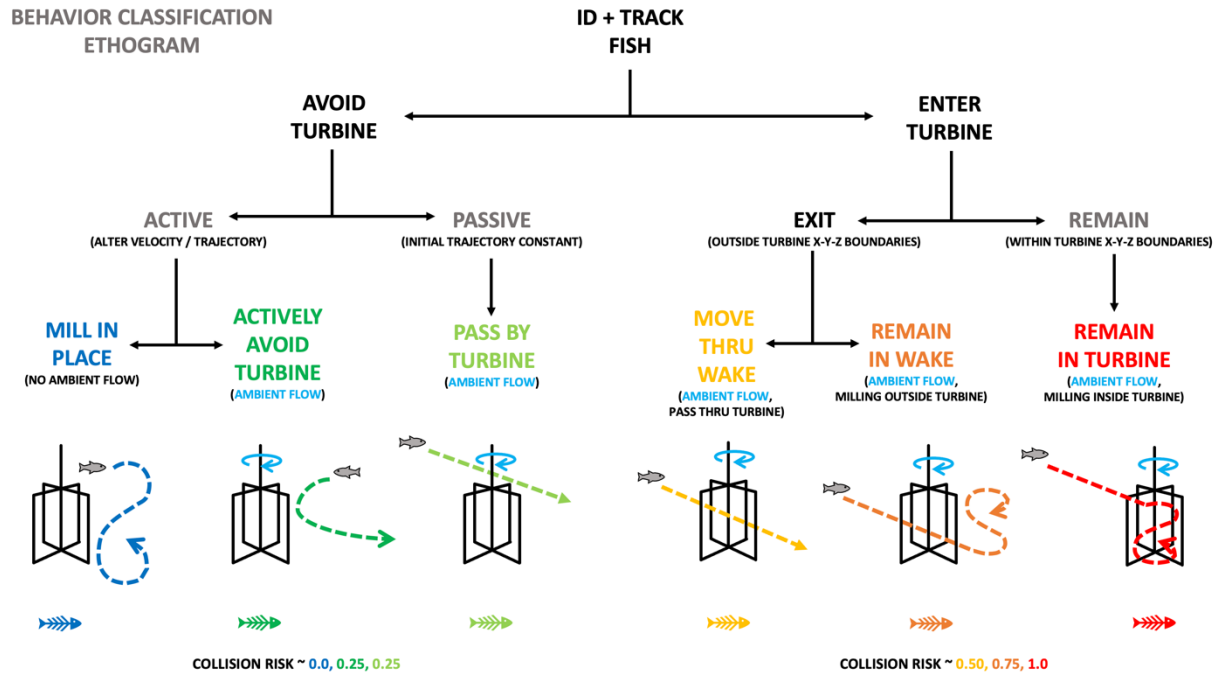 BEHAVIOR CLASSIFICATION
ETHOGRAM
ID + TRACK
FISH
AVOID
TURBINE
ENTER
TURBINE
ACTIVE
(ALTER VELOCITY / TRAJECTORY)
PASSIVE
(INITIAL TRAJECTORY CONSTANT)
EXIT
(OUTSIDE TURBINE X-Y-Z BOUNDARIES)
REMAIN
(WITHIN TURBINE X-Y-Z BOUNDARIES)
MILL IN
PLACE
(NO AMBIENT FLOW)
ACTIVELY
AVOID
TURBINE
(AMBIENT FLOW)
PASS BY
TURBINE
(AMBIENT FLOW)
MOVE
THRU
WAKE
(AMBIENT FLOW,
PASS THRU TURBINE)
REMAIN
IN WAKE
(AMBIENT FLOW,
MILLING OUTSIDE TURBINE)
REMAIN
IN TURBINE
(AMBIENT FLOW,
MILLING INSIDE TURBINE)
COLLISION RISK ~ 0.0, 0.25, 0.25
COLLISION RISK ~ 0.50, 0.75, 1.0